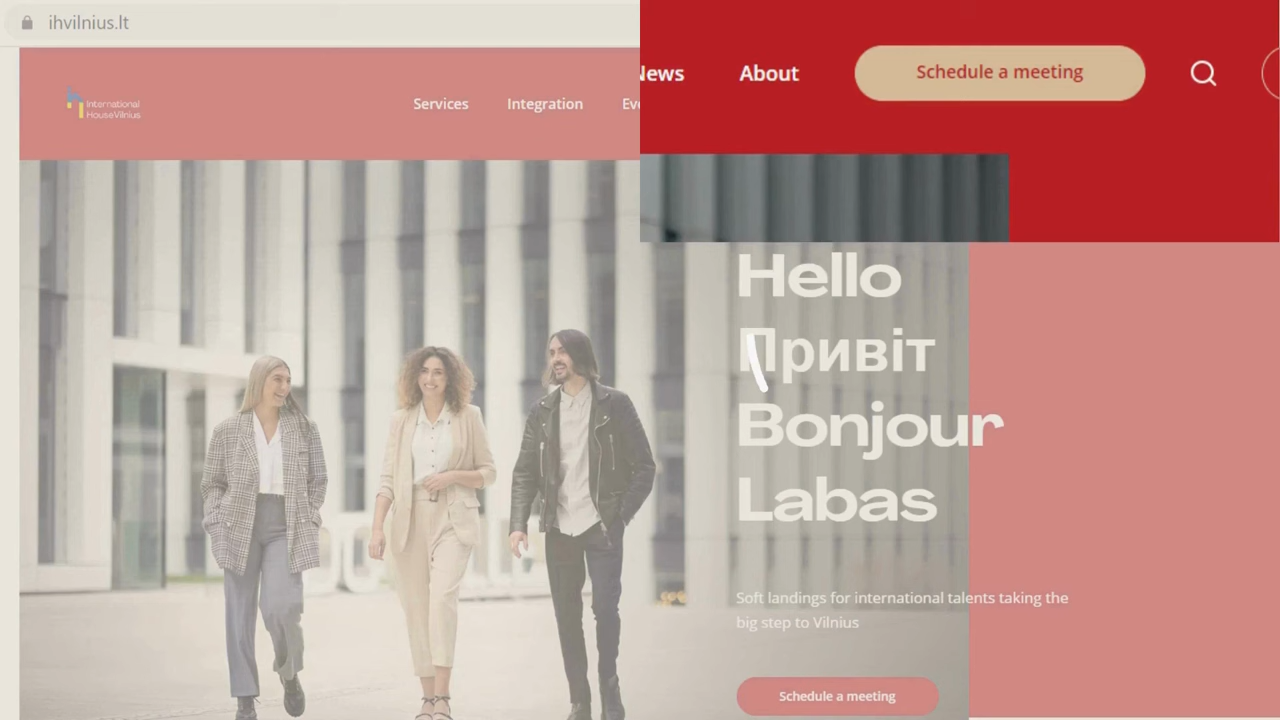 ihvilnius.lt
International
HouseVilnius
Services
Integration
News
About
Schedule a meeting
Hello
Привіт
Bonjour
Labas
Soft landings for international talents taking the
big step to Vilnius
Schedule a meeting